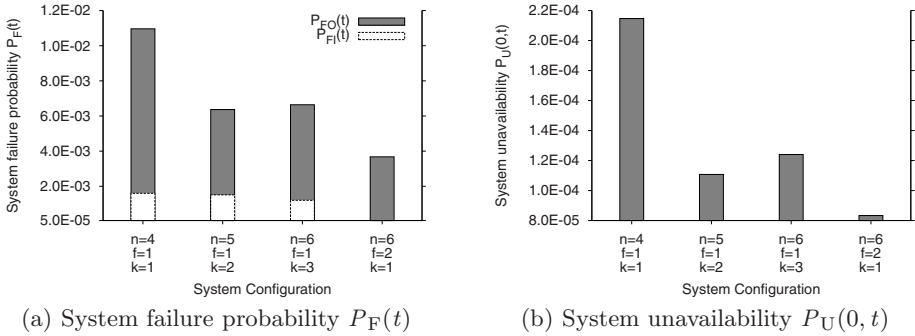 System failure probability P_F(t)
1.2E-02
1.0E-02
8.0E-03
6.0E-03
4.0E-03
2.0E-03
5.0E-05
P_FO(t)
P_FI(t)
n=4 n=5 n=6 n=6
f=1 f=1 f=1 f=2
k=1 k=2 k=3 k=1
System Configuration
(a) System failure probability P_F(t)
System unavailability P_U(0,t)
2.2E-04
2.0E-04
1.8E-04
1.6E-04
1.4E-04
1.2E-04
1.0E-04
8.0E-05
n=4 n=5 n=6 n=6
f=1 f=1 f=1 f=2
k=1 k=2 k=3 k=1
System Configuration
(b) System unavailability P_U(0, t)